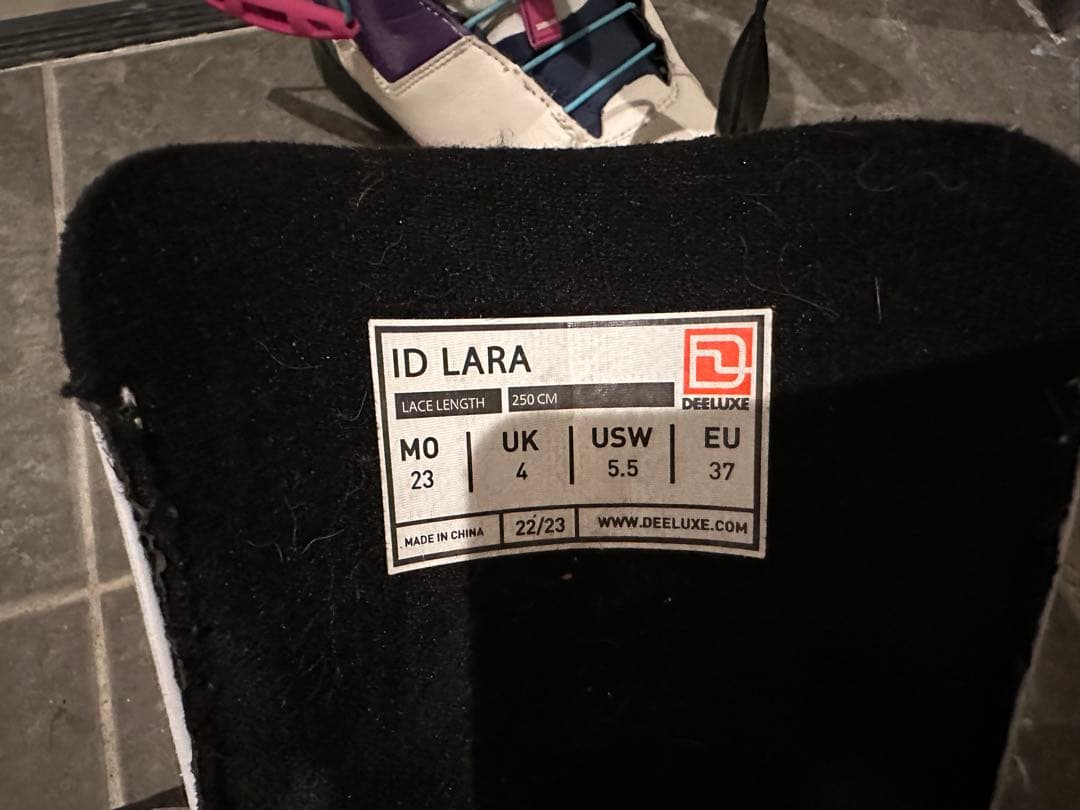 ID LARA
LACE LENGTH 250 CM
DEELUXE
MO UK USW EU
23 4 5.5 37
MADE IN CHINA 22/23 WWW.DEELUXE.COM